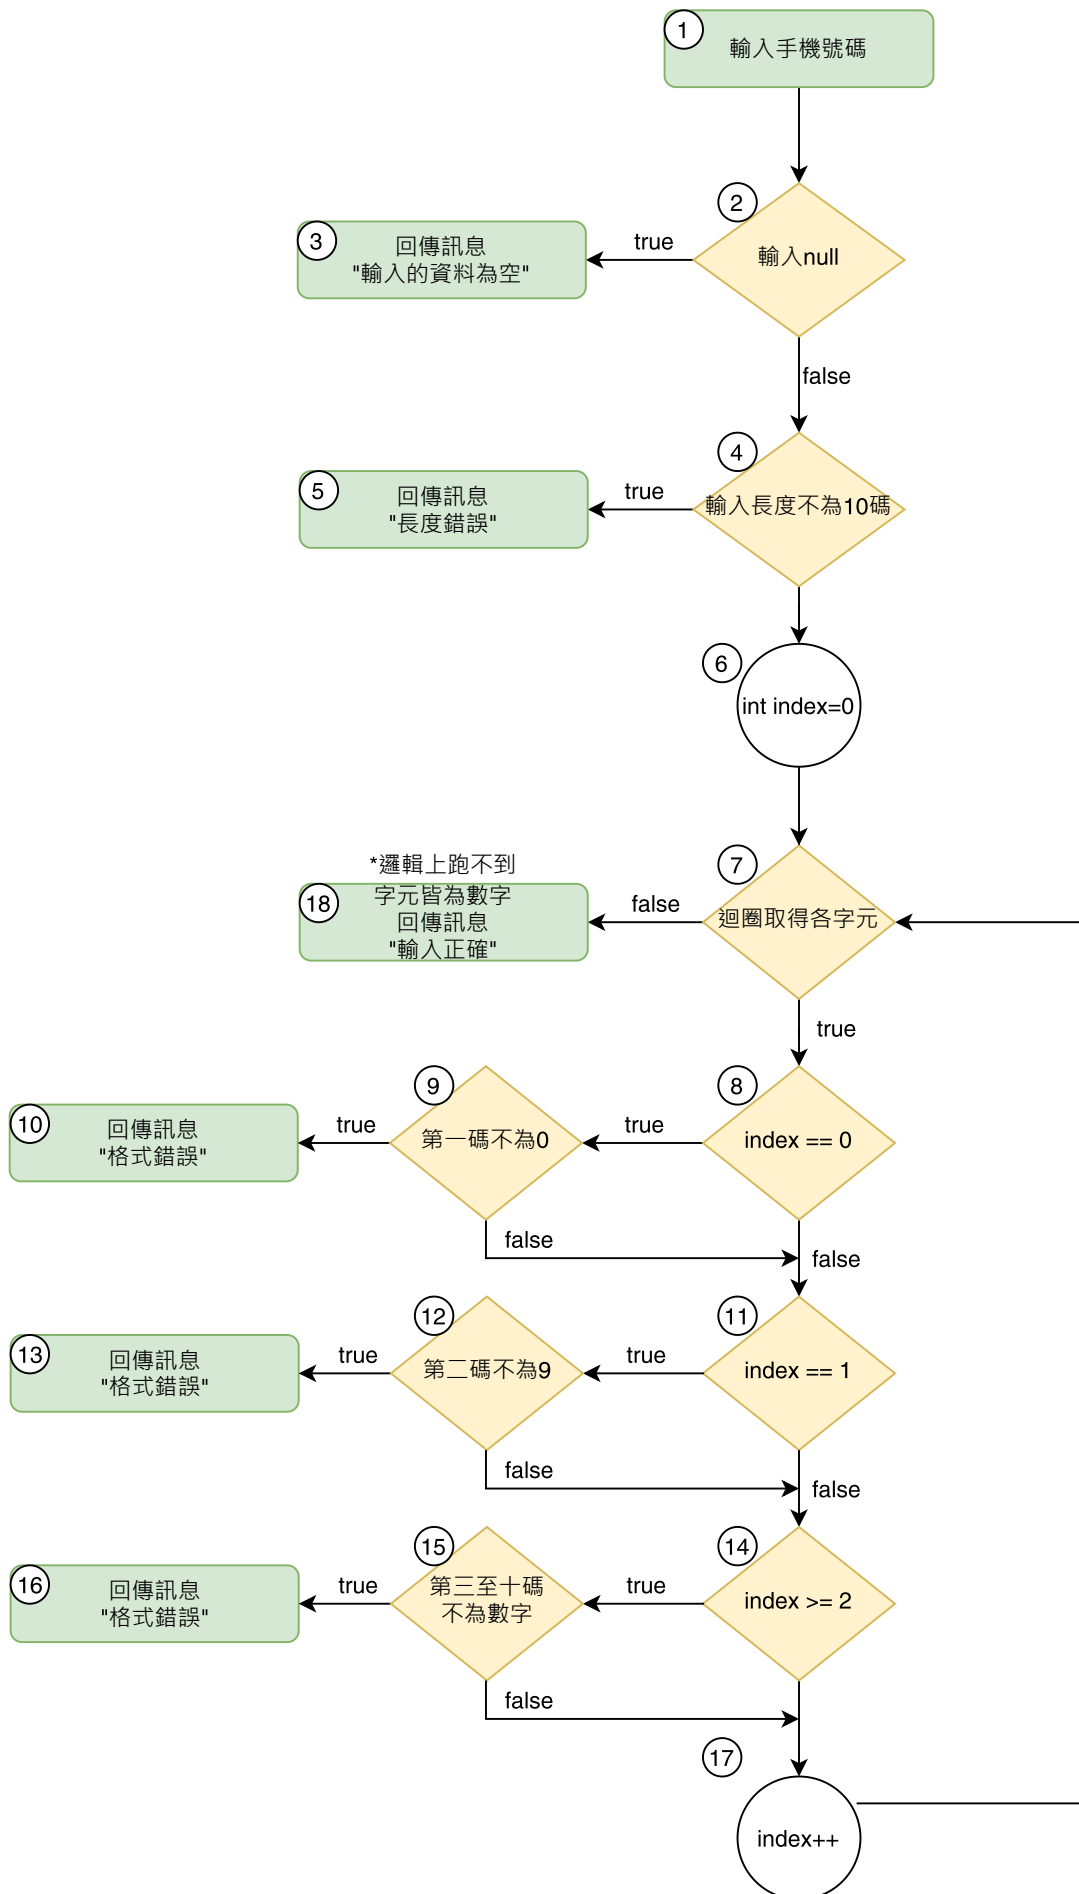 1
輸入手機號碼
2
輸入null
true
3
回傳訊息
"輸入的資料為空"
false
4
輸入長度不為10碼
true
5
回傳訊息
"長度錯誤"
6
int index=0
7
迴圈取得各字元
false
*邏輯上跑不到
18
字元皆為數字
回傳訊息
"輸入正確"
true
8
index == 0
true
9
第一碼不為0
true
10
回傳訊息
"格式錯誤"
false
false
11
index == 1
true
12
第二碼不為9
true
13
回傳訊息
"格式錯誤"
false
false
14
index >= 2
true
15
第三至十碼
不為數字
true
16
回傳訊息
"格式錯誤"
false
17
index++